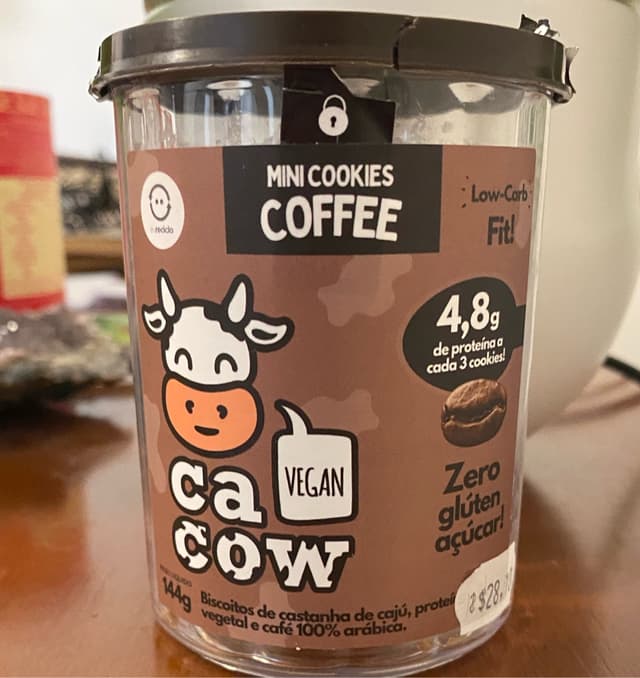 MINI COOKIES
COFFEE
Low-Carb
Fit!
4,8g
de proteína a
cada 3 cookies!
VEGAN
ca
cow
Zero
glúten
açúcar!
144g
Biscoitos de castanha de cajú,
vegetal e café 100% arábica.